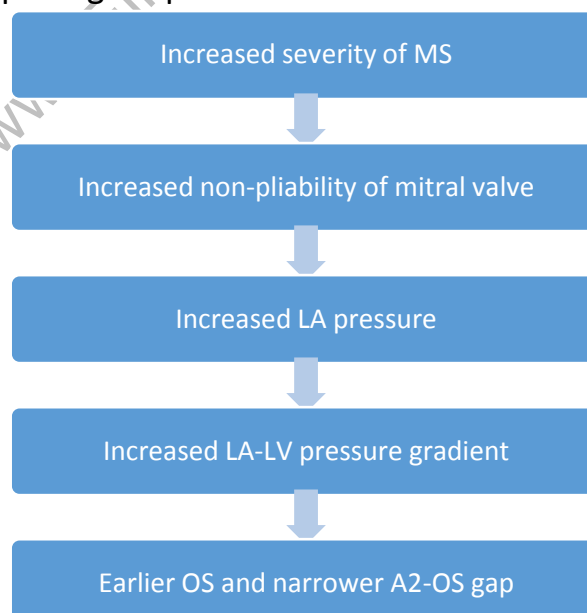 Increased severity of MS
Increased non-pliability of mitral valve
Increased LA pressure
Increased LA-LV pressure gradient
Earlier OS and narrower A2-OS gap